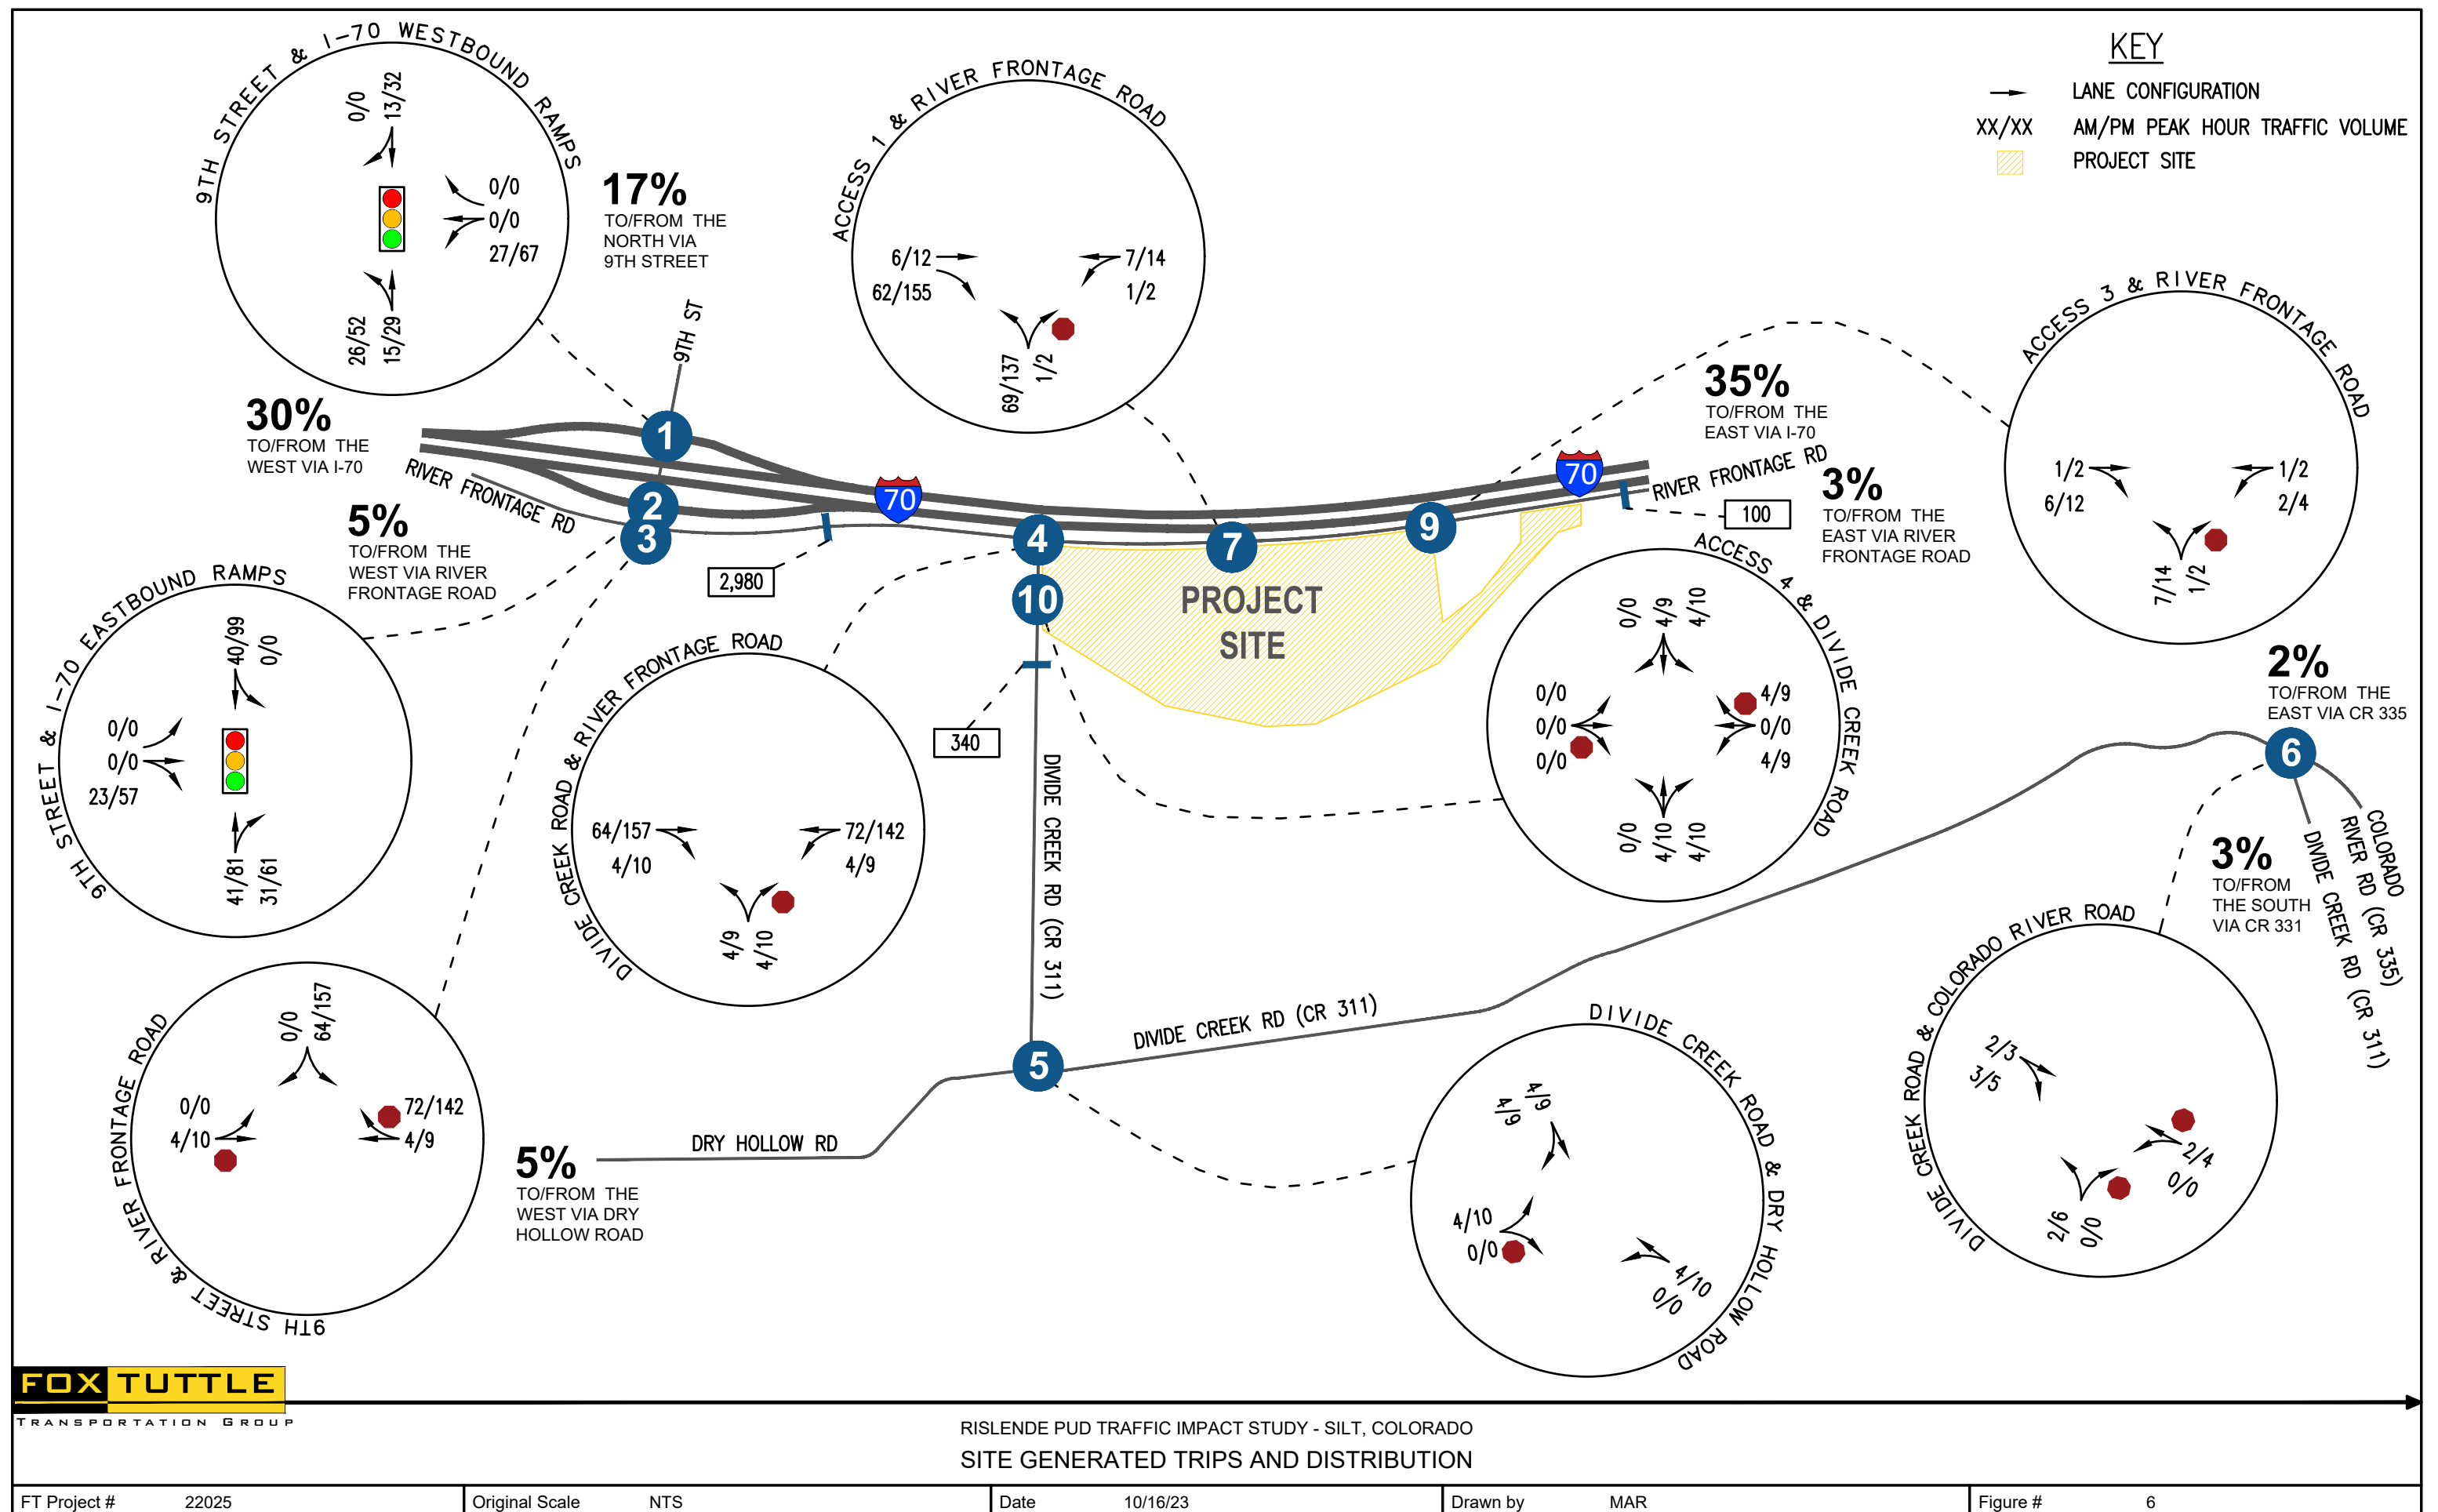 KEY
LANE CONFIGURATION
XX/XX AM/PM PEAK HOUR TRAFFIC VOLUME
PROJECT SITE
9TH STREET & I-70 WESTBOUND RAMPS
0/0
13/32
0/0
0/0
27/67
26/52
15/29
17%
TO/FROM THE
NORTH VIA
9TH STREET
9TH ST
ACCESS 1 & RIVER FRONTAGE ROAD
6/12
62/155
7/14
1/2
69/137
1/2
ACCESS 3 & RIVER FRONTAGE ROAD
1/2
6/12
1/2
2/4
7/14
1/2
30%
TO/FROM THE
WEST VIA I-70
35%
TO/FROM THE
EAST VIA I-70
RIVER FRONTAGE RD
RIVER FRONTAGE RD
3%
TO/FROM THE
EAST VIA RIVER
FRONTAGE ROAD
5%
TO/FROM THE
WEST VIA RIVER
FRONTAGE ROAD
1
2
3
70
4
7
9
70
10
100
2,980
340
PROJECT
SITE
9TH STREET & I-70 EASTBOUND RAMPS
40/99
0/0
0/0
0/0
23/57
41/81
31/61
DIVIDE CREEK ROAD & RIVER FRONTAGE ROAD
64/157
4/10
72/142
4/9
4/9
4/10
ACCESS 4 & DIVIDE CREEK ROAD
0/0
4/9
4/10
0/0
0/0
0/0
4/9
0/0
4/9
0/0
4/10
4/10
2%
TO/FROM THE
EAST VIA CR 335
6
3%
TO/FROM
THE SOUTH
VIA CR 331
COLORADO
RIVER RD (CR 335)
DIVIDE CREEK RD (CR 311)
DIVIDE CREEK RD (CR 311)
DIVIDE CREEK RD (CR 311)
5
DRY HOLLOW RD
5%
TO/FROM THE
WEST VIA DRY
HOLLOW ROAD
9TH STREET & RIVER FRONTAGE ROAD
0/0
64/157
0/0
4/10
72/142
4/9
DIVIDE CREEK ROAD & DRY HOLLOW ROAD
4/9
4/9
4/10
0/0
4/10
0/0
DIVIDE CREEK ROAD & COLORADO RIVER ROAD
2/3
3/5
2/4
0/0
2/6
0/0
FOX TUTTLE
TRANSPORTATION GROUP
RISLENDE PUD TRAFFIC IMPACT STUDY - SILT, COLORADO
SITE GENERATED TRIPS AND DISTRIBUTION
FT Project # 22025 Original Scale NTS Date 10/16/23 Drawn by MAR Figure # 6